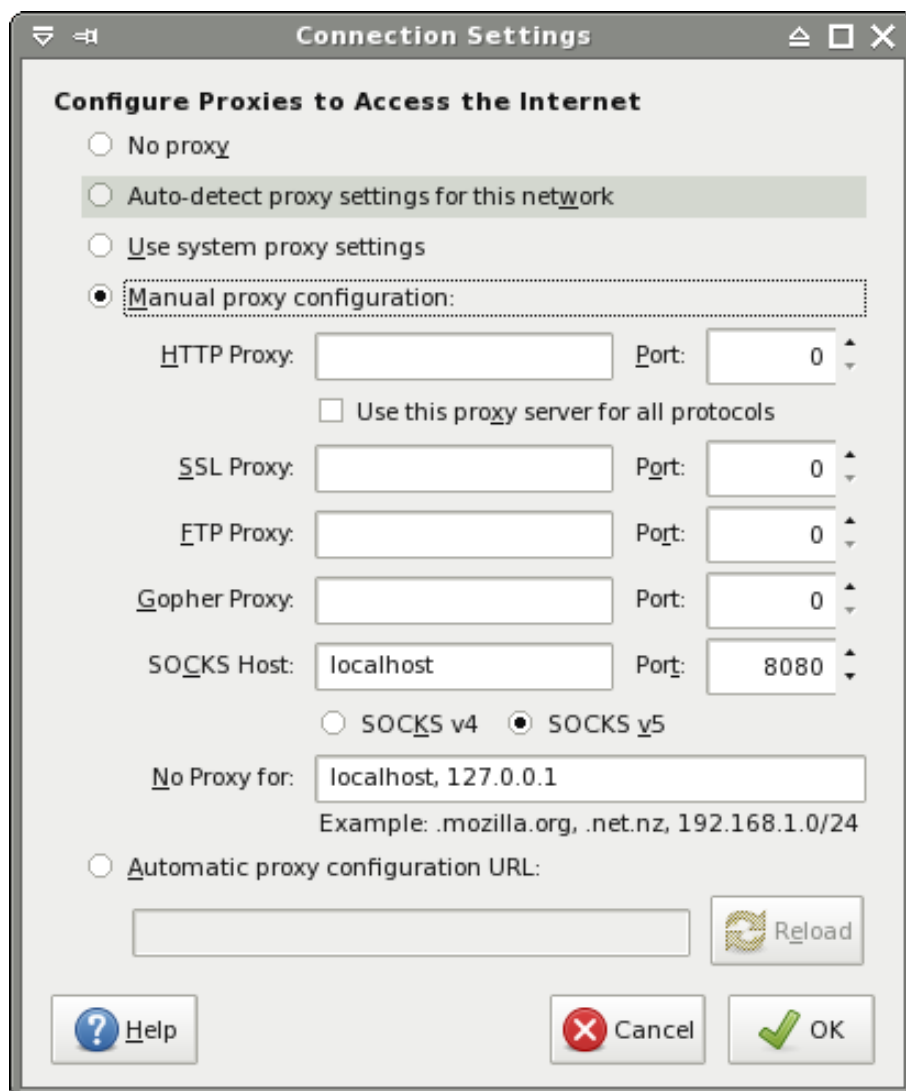 Connection Settings
Configure Proxies to Access the Internet
No proxy
Auto-detect proxy settings for this network
Use system proxy settings
Manual proxy configuration:
HTTP Proxy: Port: 0
Use this proxy server for all protocols
SSL Proxy: Port: 0
FTP Proxy: Port: 0
Gopher Proxy: Port: 0
SOCKS Host: localhost Port: 8080
SOCKS v4 SOCKS v5
No Proxy for: localhost, 127.0.0.1
Example: .mozilla.org, .net.nz, 192.168.1.0/24
Automatic proxy configuration URL:
Reload
Help Cancel OK